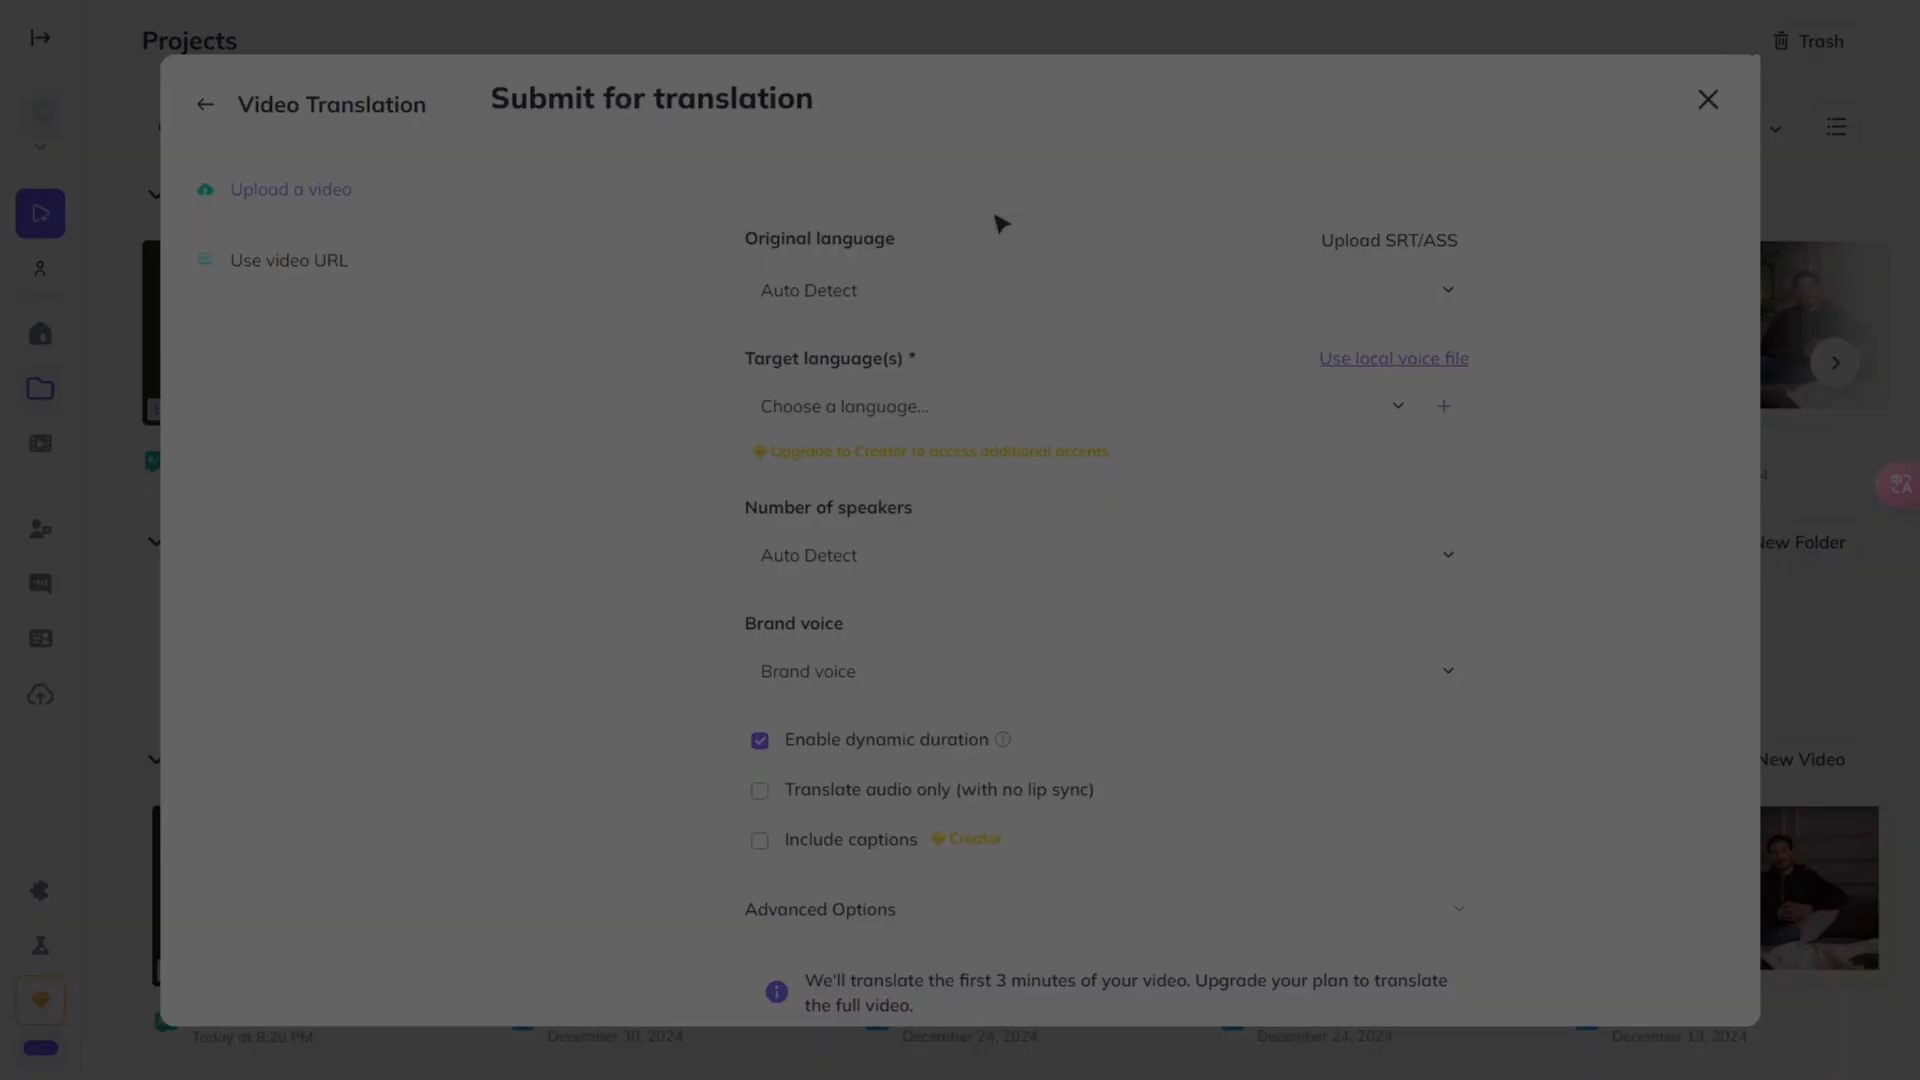 Projects
Trash
Video Translation
Submit for translation
Upload a video
Use video URL
Original language
Upload SRT/ASS
Auto Detect
Target language(s) *
Use local voice file
Choose a language...
Upgrade to Creator to access additional accents
Number of speakers
Auto Detect
New Folder
Brand voice
Brand voice
Enable dynamic duration
New Video
Translate audio only (with no lip sync)
Include captions
Creator
Advanced Options
We'll translate the first 3 minutes of your video. Upgrade your plan to translate
the full video.
Today at 8:20 PM
December 30, 2024
December 24, 2024
December 24, 2024
December 19, 2024